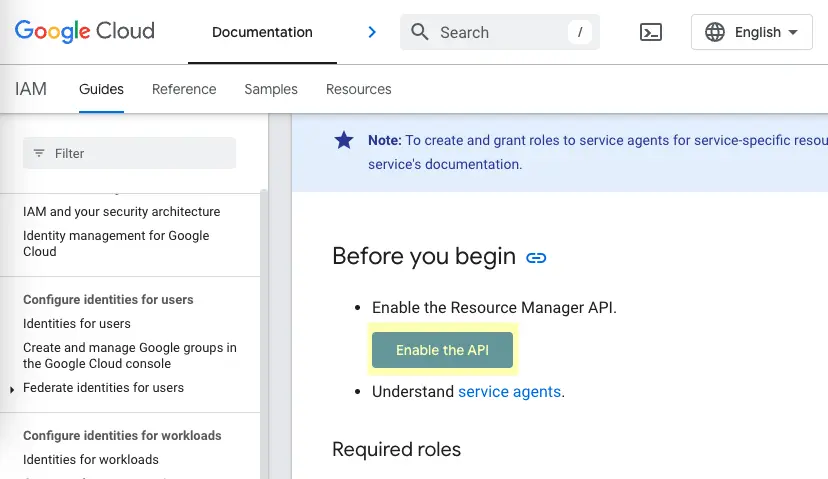 Google Cloud
Documentation
Search
/
English
IAM
Guides
Reference
Samples
Resources
Filter
IAM and your security architecture
Identity management for Google
Cloud
Configure identities for users
Identities for users
Create and manage Google groups in
the Google Cloud console
Federate identities for users
Configure identities for workloads
Identities for workloads
Note: To create and grant roles to service agents for service-specific
service's documentation.
Before you begin
Enable the Resource Manager API.
Enable the API
Understand service agents.
Required roles